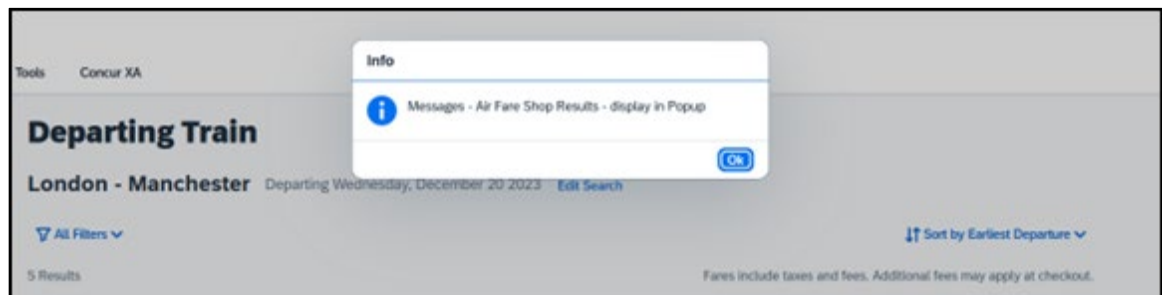 Info
Tools Concur XA
Messages - Air Fare Shop Results - display in Popup
Departing Train
Ok
London - Manchester Departing Wednesday, December 20 2023 Edit Search
All Filters Sort by Earliest Departure
5 Results Fares include taxes and fees. Additional fees may apply at checkout.